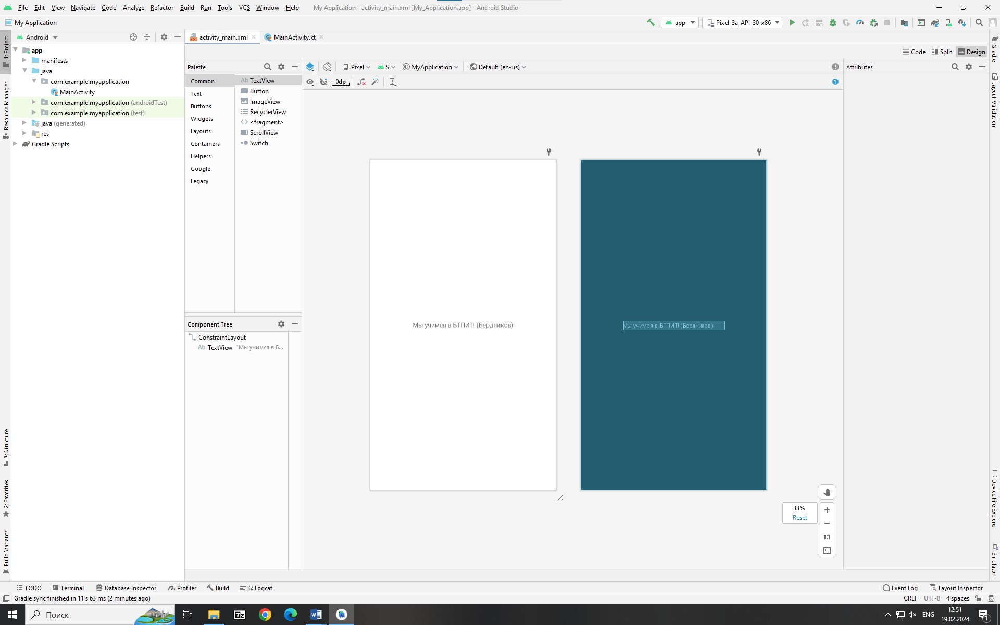 File Edit View Navigate Code Analyze Refactor Build Run Tools VCS Window Help My Application - activity_main.xml [My_Application.app] - Android Studio
My Application
app
Pixel_3a_API_30_x86
1: Project
Resource Manager
7: Structure
2: Favorites
Build Variants
Android
app
manifests
java
com.example.myapplication
MainActivity
com.example.myapplication (androidTest)
com.example.myapplication (test)
java (generated)
res
Gradle Scripts
activity_main.xml
MainActivity.kt
Code
Split
Design
Palette
Common
Text
Buttons
Widgets
Layouts
Containers
Helpers
Google
Legacy
Ab TextView
Button
ImageView
RecyclerView
<fragment>
ScrollView
Switch
Pixel
S
MyApplication
Default (en-us)
0dp
Attributes
Component Tree
ConstraintLayout
Ab TextView "Мы учимся в Б...
Мы учимся в БТПИТ! (Бердников)
Мы учимся в БТПИТ! (Бердников)
33%
Reset
1:1
Gradle
Layout Validation
Device File Explorer
Emulator
TODO
Terminal
Database Inspector
Profiler
Build
6: Logcat
Event Log
Layout Inspector
Gradle sync finished in 11 s 63 ms (2 minutes ago)
CRLF UTF-8 4 spaces
Поиск
7z
ENG
12:51
19.02.2024
1